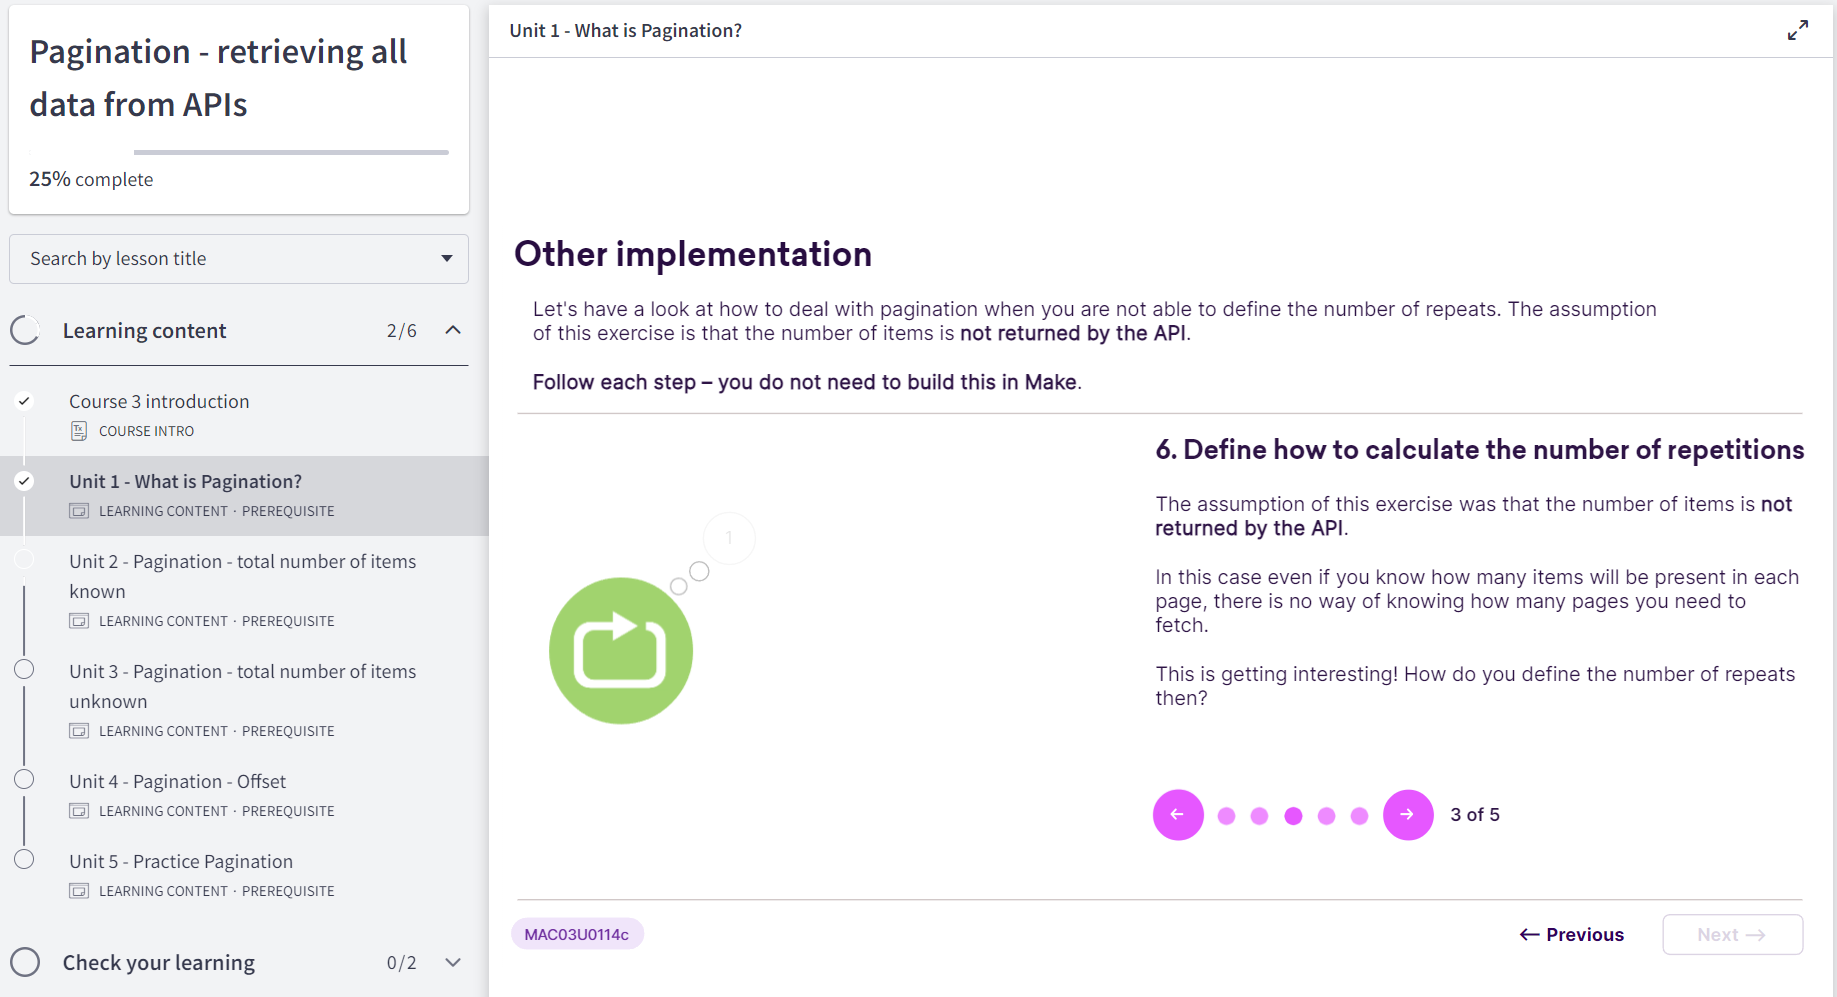 Pagination - retrieving all
data from APIs
25% complete
Search by lesson title
Learning content 2/6
Course 3 introduction
COURSE INTRO
Unit 1 - What is Pagination?
LEARNING CONTENT · PREREQUISITE
Unit 2 - Pagination - total number of items
known
LEARNING CONTENT · PREREQUISITE
Unit 3 - Pagination - total number of items
unknown
LEARNING CONTENT · PREREQUISITE
Unit 4 - Pagination - Offset
LEARNING CONTENT · PREREQUISITE
Unit 5 - Practice Pagination
LEARNING CONTENT · PREREQUISITE
Check your learning 0/2
Unit 1 - What is Pagination?
Other implementation
Let's have a look at how to deal with pagination when you are not able to define the number of repeats. The assumption
of this exercise is that the number of items is not returned by the API.
Follow each step – you do not need to build this in Make.
1
6. Define how to calculate the number of repetitions
The assumption of this exercise was that the number of items is not
returned by the API.
In this case even if you know how many items will be present in each
page, there is no way of knowing how many pages you need to
fetch.
This is getting interesting! How do you define the number of repeats
then?
3 of 5
MAC03U0114c
← Previous
Next →